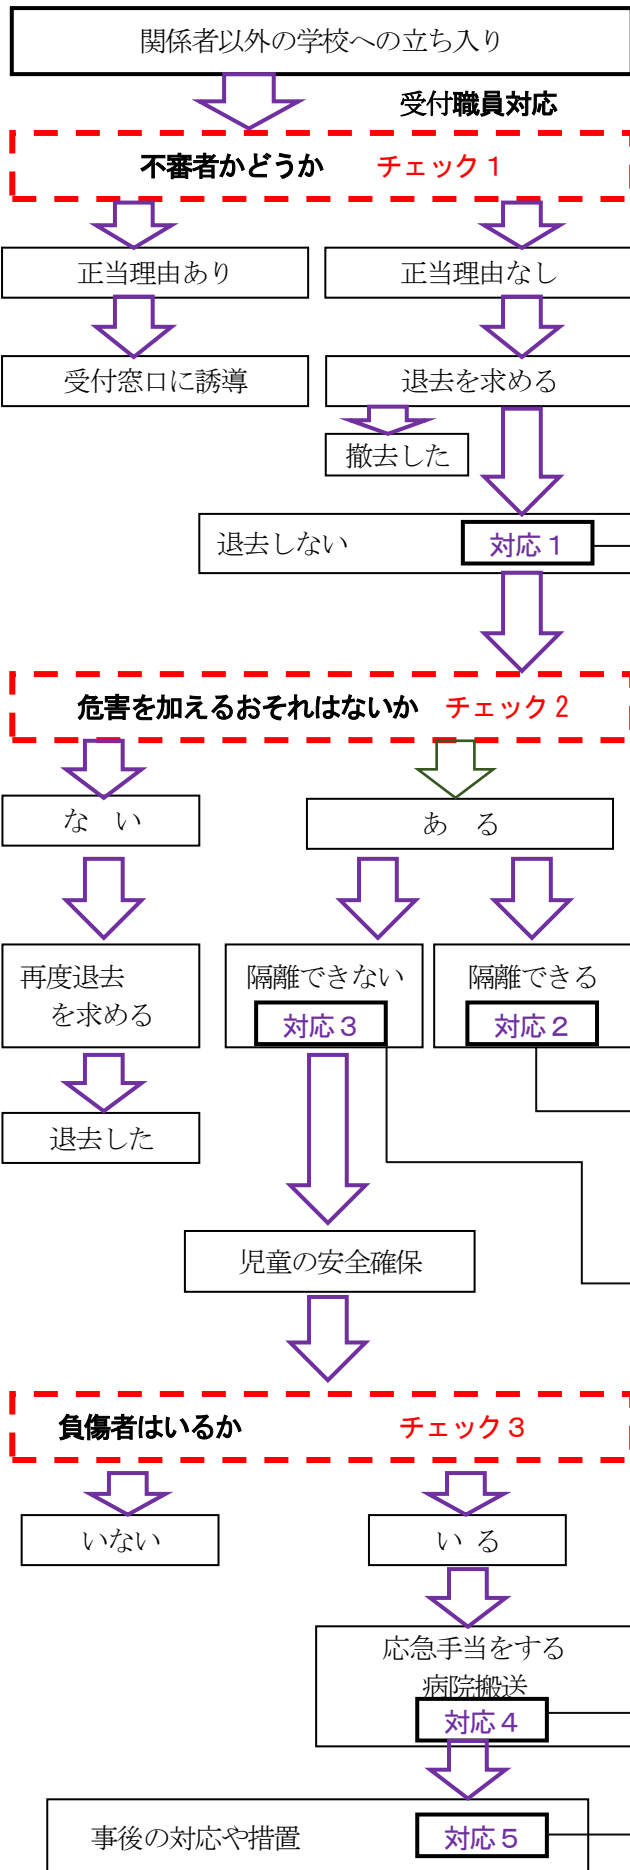 関係者以外の学校への立ち入り
受付職員対応
不審者かどうか チェック１
正当理由あり
正当理由なし
受付窓口に誘導
退去を求める
撤去した
退去しない 対応１
危害を加えるおそれはないか チェック２
な い
あ る
再度退去
を求める
隔離できない
対応３
隔離できる
対応２
退去した
児童の安全確保
負傷者はいるか チェック３
いない
い る
応急手当をする
病院搬送
対応４
事後の対応や措置 対応５